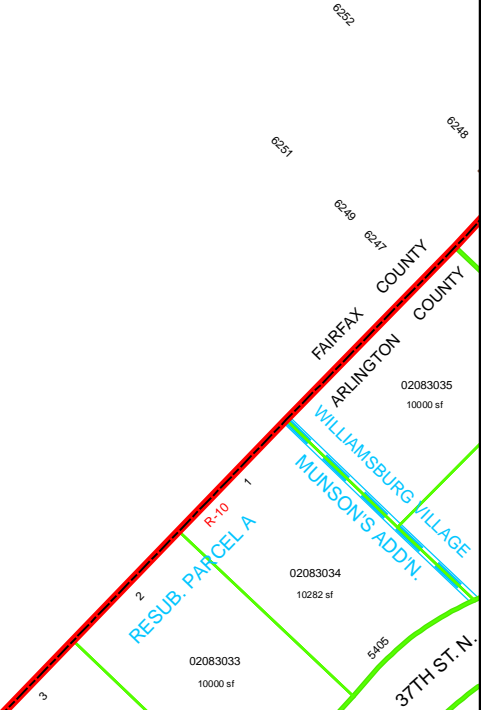 6252
6248
6251
6249
6247
FAIRFAX COUNTY
ARLINGTON COUNTY
02083035
10000 sf
WILLIAMSBURG VILLAGE
MUNSON'S ADD'N.
1
R-10
RESUB. PARCEL A
02083034
10282 sf
2
5405
02083033
10000 sf
37TH ST. N.
3